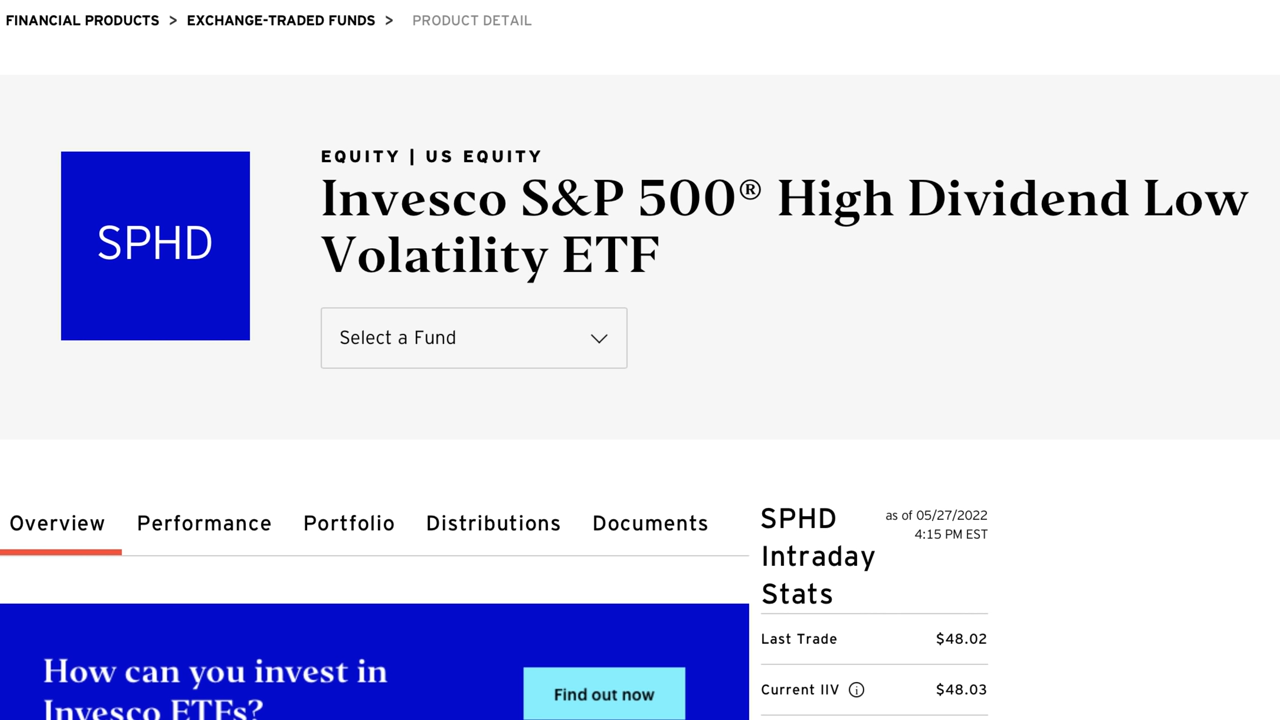 FINANCIAL PRODUCTS > EXCHANGE-TRADED FUNDS > PRODUCT DETAIL
SPHD
EQUITY | US EQUITY
Invesco S&P 500® High Dividend Low
Volatility ETF
Select a Fund
Overview Performance Portfolio Distributions Documents
How can you invest in
Invesco ETFs?
Find out now
SPHD
Intraday
Stats
as of 05/27/2022
4:15 PM EST
Last Trade $48.02
Current IIV $48.03